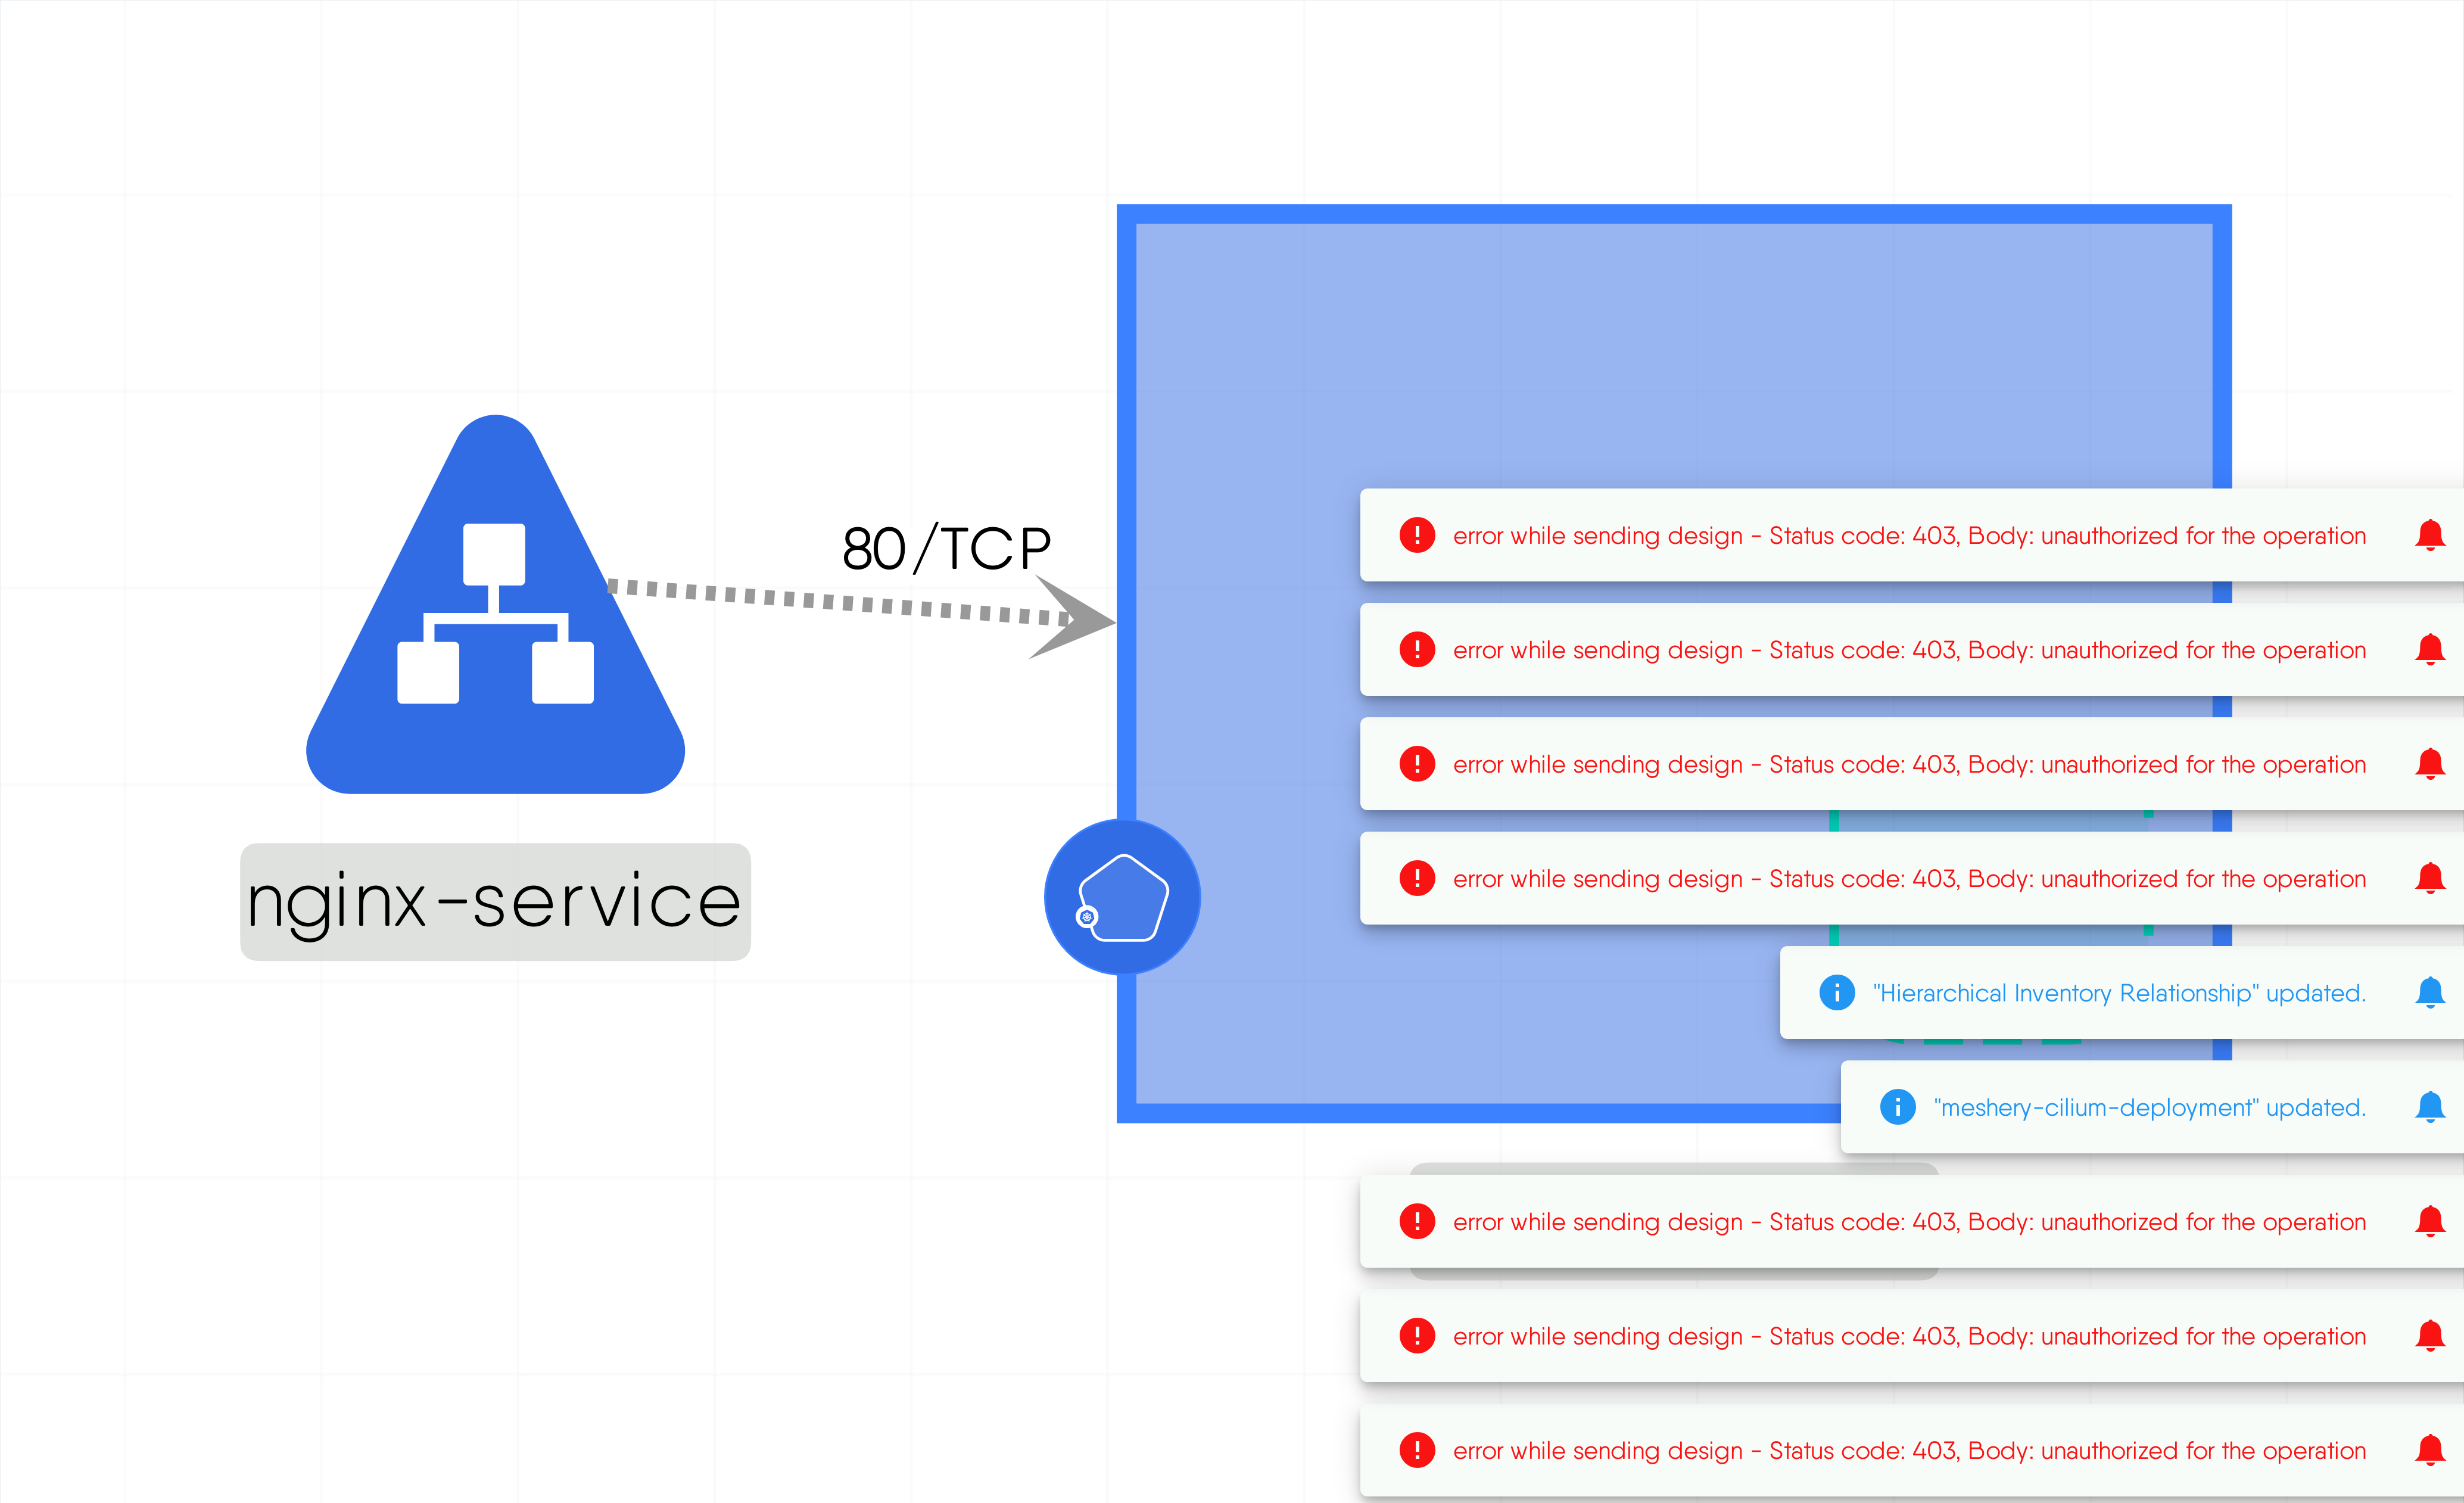 80/TCP
nginx-service
error while sending design - Status code: 403, Body: unauthorized for the operation
error while sending design - Status code: 403, Body: unauthorized for the operation
error while sending design - Status code: 403, Body: unauthorized for the operation
error while sending design - Status code: 403, Body: unauthorized for the operation
"Hierarchical Inventory Relationship" updated.
"meshery-cilium-deployment" updated.
error while sending design - Status code: 403, Body: unauthorized for the operation
error while sending design - Status code: 403, Body: unauthorized for the operation
error while sending design - Status code: 403, Body: unauthorized for the operation